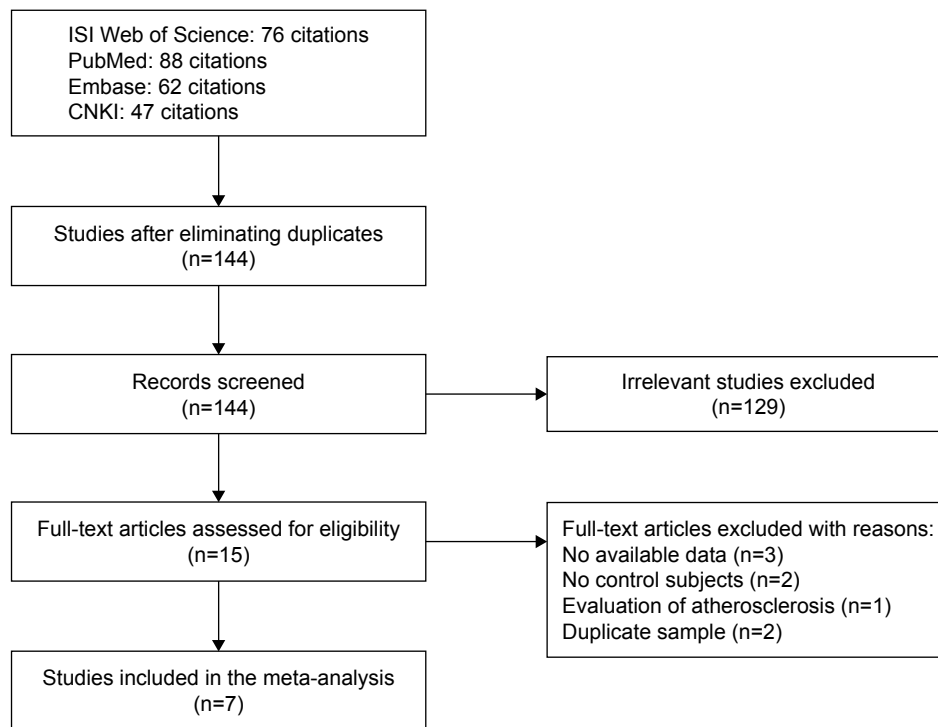 ISI Web of Science: 76 citations
PubMed: 88 citations
Embase: 62 citations
CNKI: 47 citations
Studies after eliminating duplicates
(n=144)
Records screened
(n=144)
Irrelevant studies excluded
(n=129)
Full-text articles assessed for eligibility
(n=15)
Full-text articles excluded with reasons:
No available data (n=3)
No control subjects (n=2)
Evaluation of atherosclerosis (n=1)
Duplicate sample (n=2)
Studies included in the meta-analysis
(n=7)